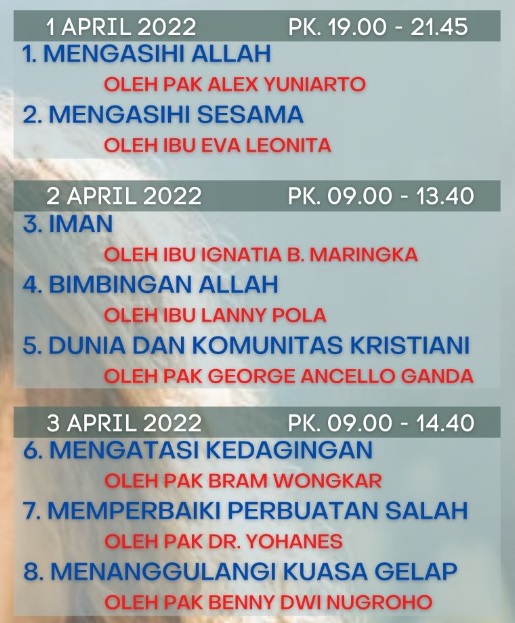 1 APRIL 2022 PK. 19.00 - 21.45
1. MENGASIHI ALLAH
OLEH PAK ALEX YUNIARTO
2. MENGASIHI SESAMA
OLEH IBU EVA LEONITA
2 APRIL 2022 PK. 09.00 - 13.40
3. IMAN
OLEH IBU IGNATIA B. MARINGKA
4. BIMBINGAN ALLAH
OLEH IBU LANNY POLA
5. DUNIA DAN KOMUNITAS KRISTIANI
OLEH PAK GEORGE ANCELLO GANDA
3 APRIL 2022 PK. 09.00 - 14.40
6. MENGATASI KEDAGINGAN
OLEH PAK BRAM WONGKAR
7. MEMPERBAIKI PERBUATAN SALAH
OLEH PAK DR. YOHANES
8. MENANGGULANGI KUASA GELAP
OLEH PAK BENNY DWI NUGROHO